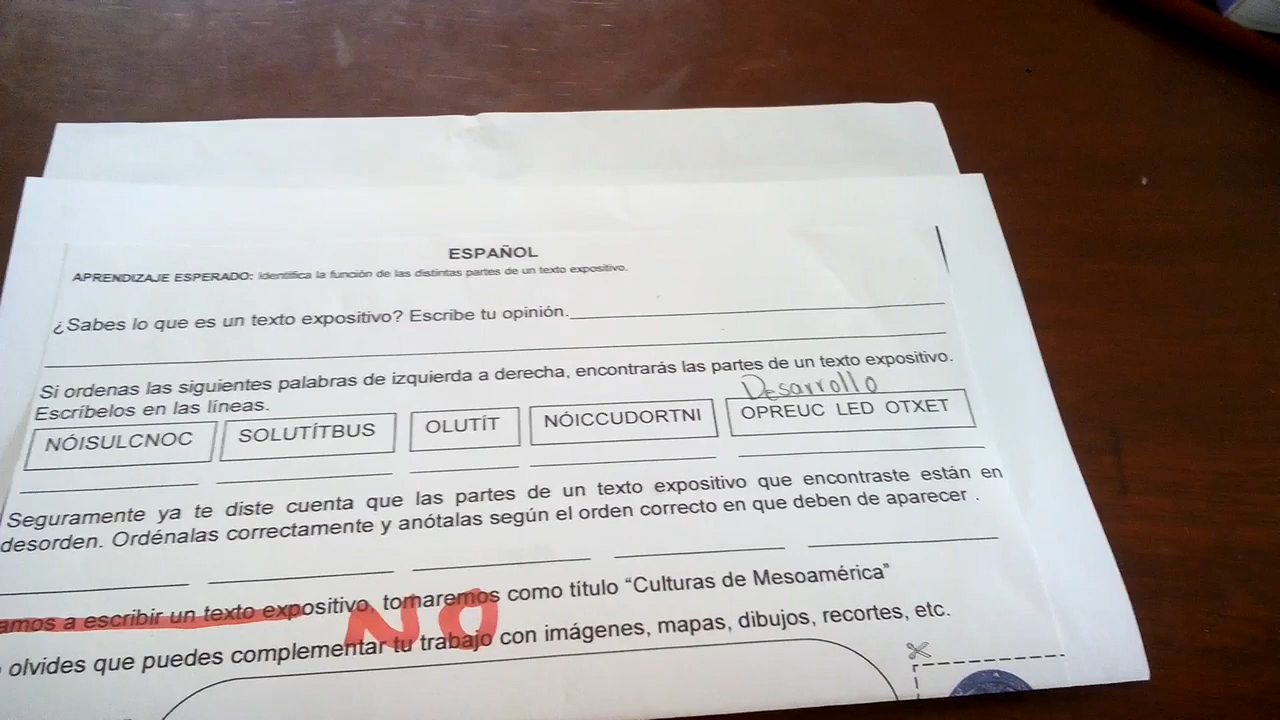 ESPAÑOL
APRENDIZAJE ESPERADO: Identifica la función de las distintas partes de un texto expositivo.
¿Sabes lo que es un texto expositivo? Escribe tu opinión.
Si ordenas las siguientes palabras de izquierda a derecha, encontrarás las partes de un texto expositivo.
Escríbelos en las líneas.
Desarrollo
NÓISULCNOC SOLUTÍTBUS OLUTÍT NÓICCUDORTNI OPREUC LED OTXET
Seguramente ya te diste cuenta que las partes de un texto expositivo que encontraste están en
desorden. Ordénalas correctamente y anótalas según el orden correcto en que deben de aparecer .
amos a escribir un texto expositivo, tomaremos como título “Culturas de Mesoamérica”
NO
olvides que puedes complementar tu trabajo con imágenes, mapas, dibujos, recortes, etc.